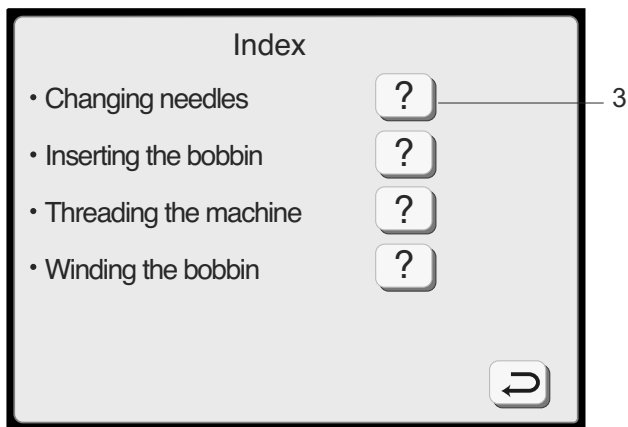 Index
• Changing needles ? 3
• Inserting the bobbin ?
• Threading the machine ?
• Winding the bobbin ?